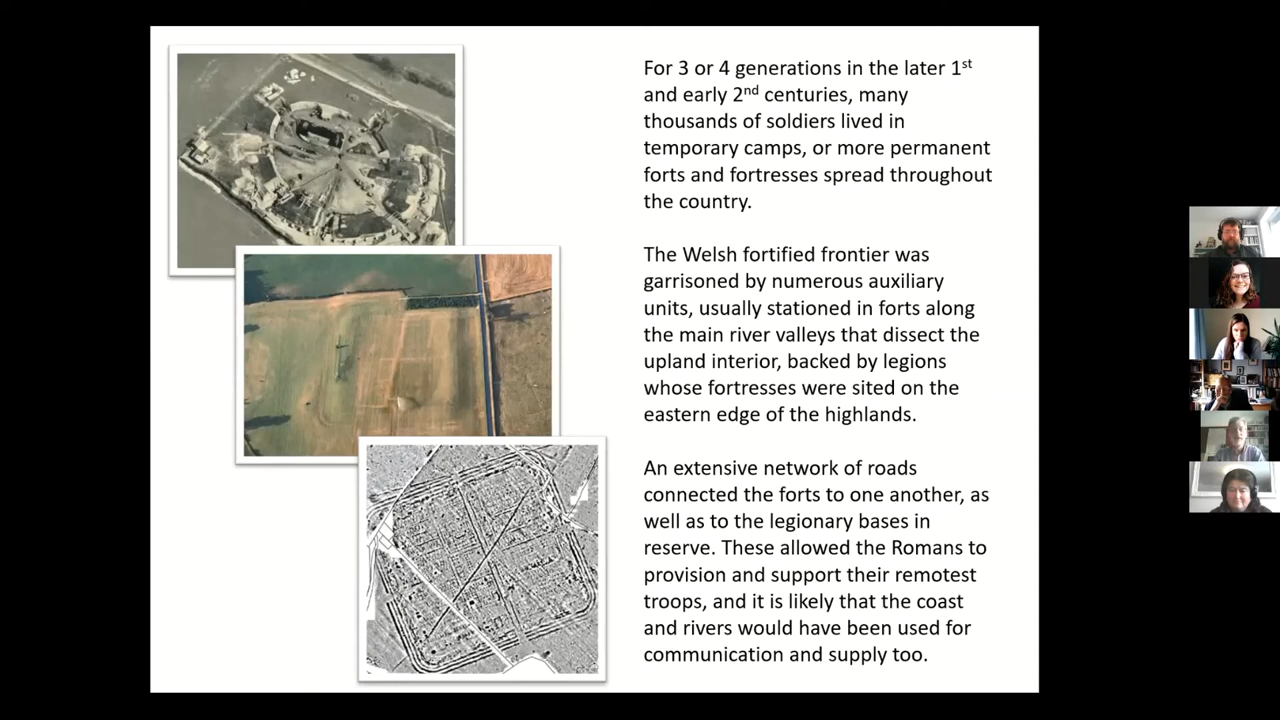 For 3 or 4 generations in the later 1st
and early 2nd centuries, many
thousands of soldiers lived in
temporary camps, or more permanent
forts and fortresses spread throughout
the country.
The Welsh fortified frontier was
garrisoned by numerous auxiliary
units, usually stationed in forts along
the main river valleys that dissect the
upland interior, backed by legions
whose fortresses were sited on the
eastern edge of the highlands.
An extensive network of roads
connected the forts to one another, as
well as to the legionary bases in
reserve. These allowed the Romans to
provision and support their remotest
troops, and it is likely that the coast
and rivers would have been used for
communication and supply too.